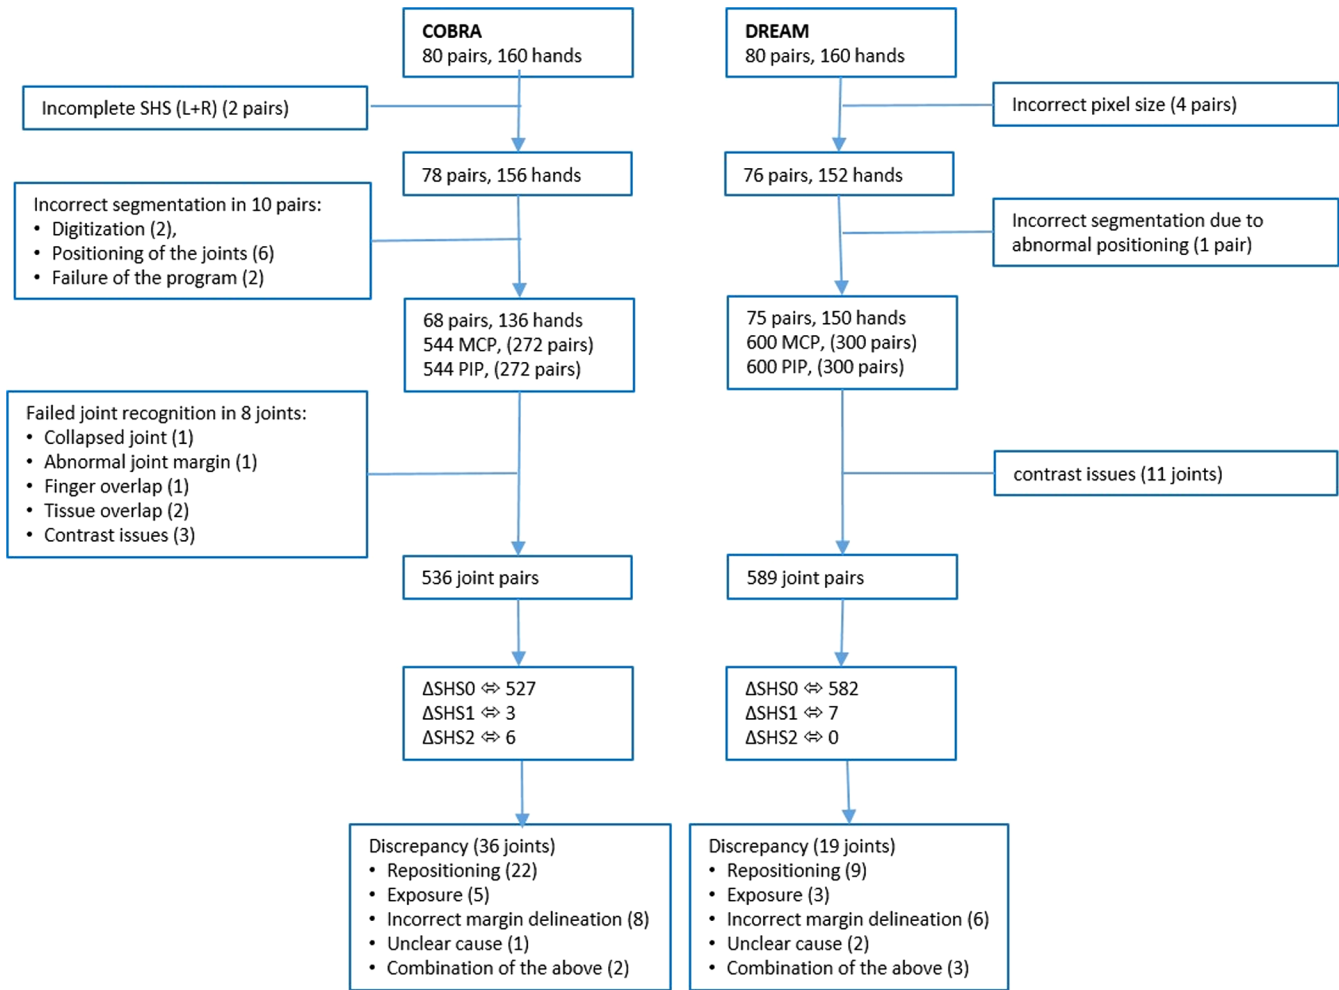 COBRA
80 pairs, 160 hands
Incomplete SHS (L+R) (2 pairs)
78 pairs, 156 hands
Incorrect segmentation in 10 pairs:
• Digitization (2),
• Positioning of the joints (6)
• Failure of the program (2)
68 pairs, 136 hands
544 MCP, (272 pairs)
544 PIP, (272 pairs)
Failed joint recognition in 8 joints:
• Collapsed joint (1)
• Abnormal joint margin (1)
• Finger overlap (1)
• Tissue overlap (2)
• Contrast issues (3)
536 joint pairs
ΔSHS0 ⬄ 527
ΔSHS1 ⬄ 3
ΔSHS2 ⬄ 6
Discrepancy (36 joints)
• Repositioning (22)
• Exposure (5)
• Incorrect margin delineation (8)
• Unclear cause (1)
• Combination of the above (2)
DREAM
80 pairs, 160 hands
Incorrect pixel size (4 pairs)
76 pairs, 152 hands
Incorrect segmentation due to
abnormal positioning (1 pair)
75 pairs, 150 hands
600 MCP, (300 pairs)
600 PIP, (300 pairs)
contrast issues (11 joints)
589 joint pairs
ΔSHS0 ⬄ 582
ΔSHS1 ⬄ 7
ΔSHS2 ⬄ 0
Discrepancy (19 joints)
• Repositioning (9)
• Exposure (3)
• Incorrect margin delineation (6)
• Unclear cause (2)
• Combination of the above (3)